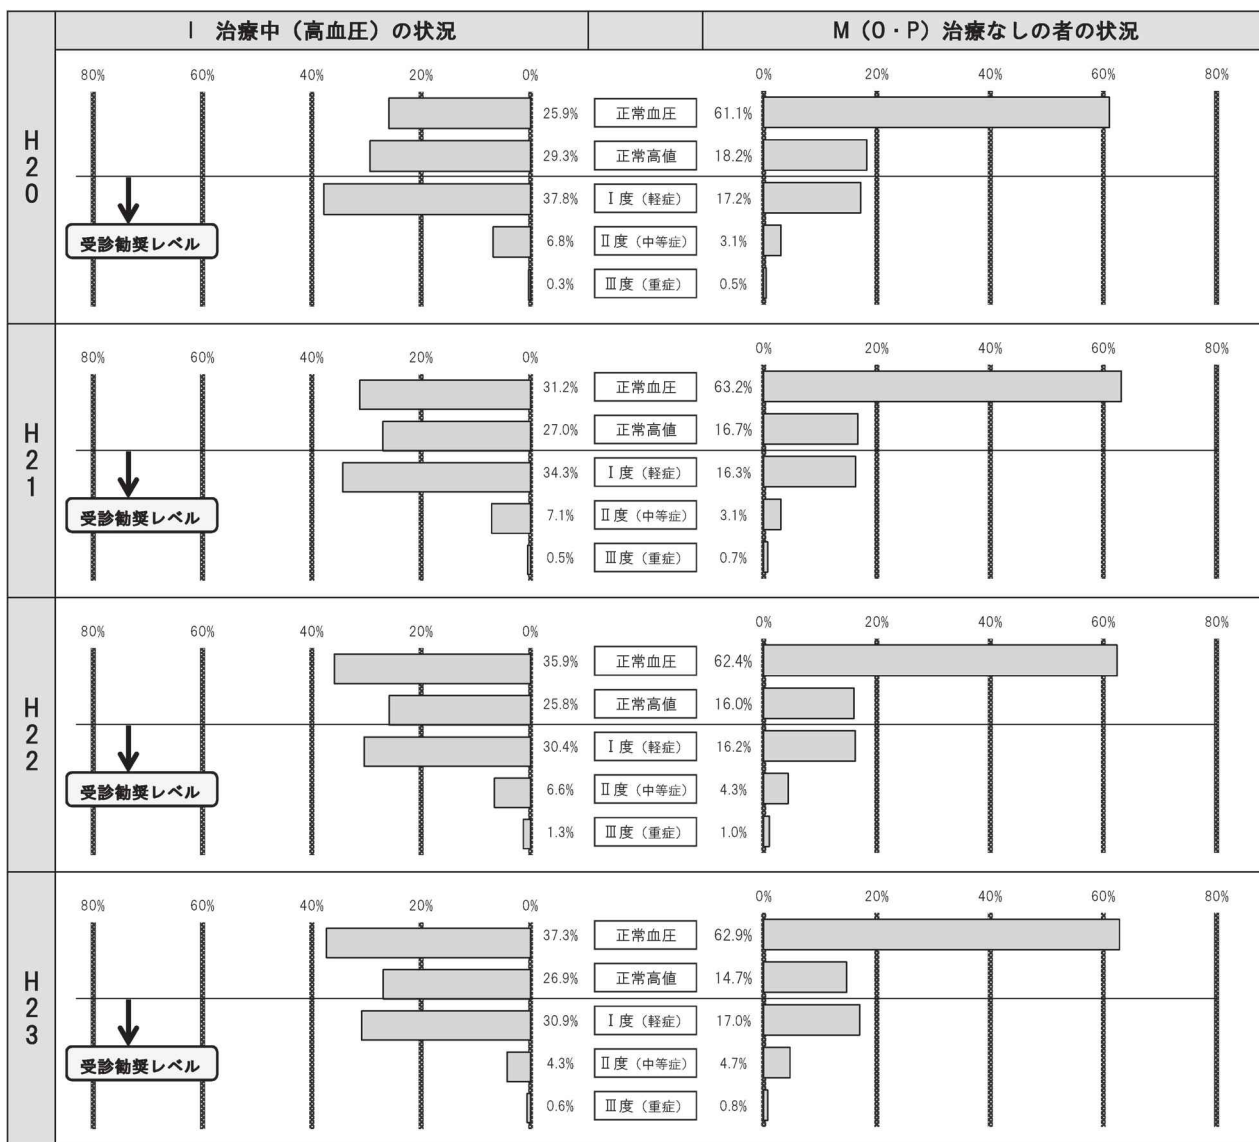 Ⅰ 治療中（高血圧）の状況
M（O・P）治療なしの者の状況
H20
80% 60% 40% 20% 0%
0% 20% 40% 60% 80%
25.9% 正常血圧 61.1%
29.3% 正常高値 18.2%
37.8% Ⅰ度（軽症） 17.2%
受診勧奨レベル
6.8% Ⅱ度（中等症） 3.1%
0.3% Ⅲ度（重症） 0.5%
H21
80% 60% 40% 20% 0%
0% 20% 40% 60% 80%
31.2% 正常血圧 63.2%
27.0% 正常高値 16.7%
34.3% Ⅰ度（軽症） 16.3%
受診勧奨レベル
7.1% Ⅱ度（中等症） 3.1%
0.5% Ⅲ度（重症） 0.7%
H22
80% 60% 40% 20% 0%
0% 20% 40% 60% 80%
35.9% 正常血圧 62.4%
25.8% 正常高値 16.0%
30.4% Ⅰ度（軽症） 16.2%
受診勧奨レベル
6.6% Ⅱ度（中等症） 4.3%
1.3% Ⅲ度（重症） 1.0%
H23
80% 60% 40% 20% 0%
0% 20% 40% 60% 80%
37.3% 正常血圧 62.9%
26.9% 正常高値 14.7%
30.9% Ⅰ度（軽症） 17.0%
受診勧奨レベル
4.3% Ⅱ度（中等症） 4.7%
0.6% Ⅲ度（重症） 0.8%